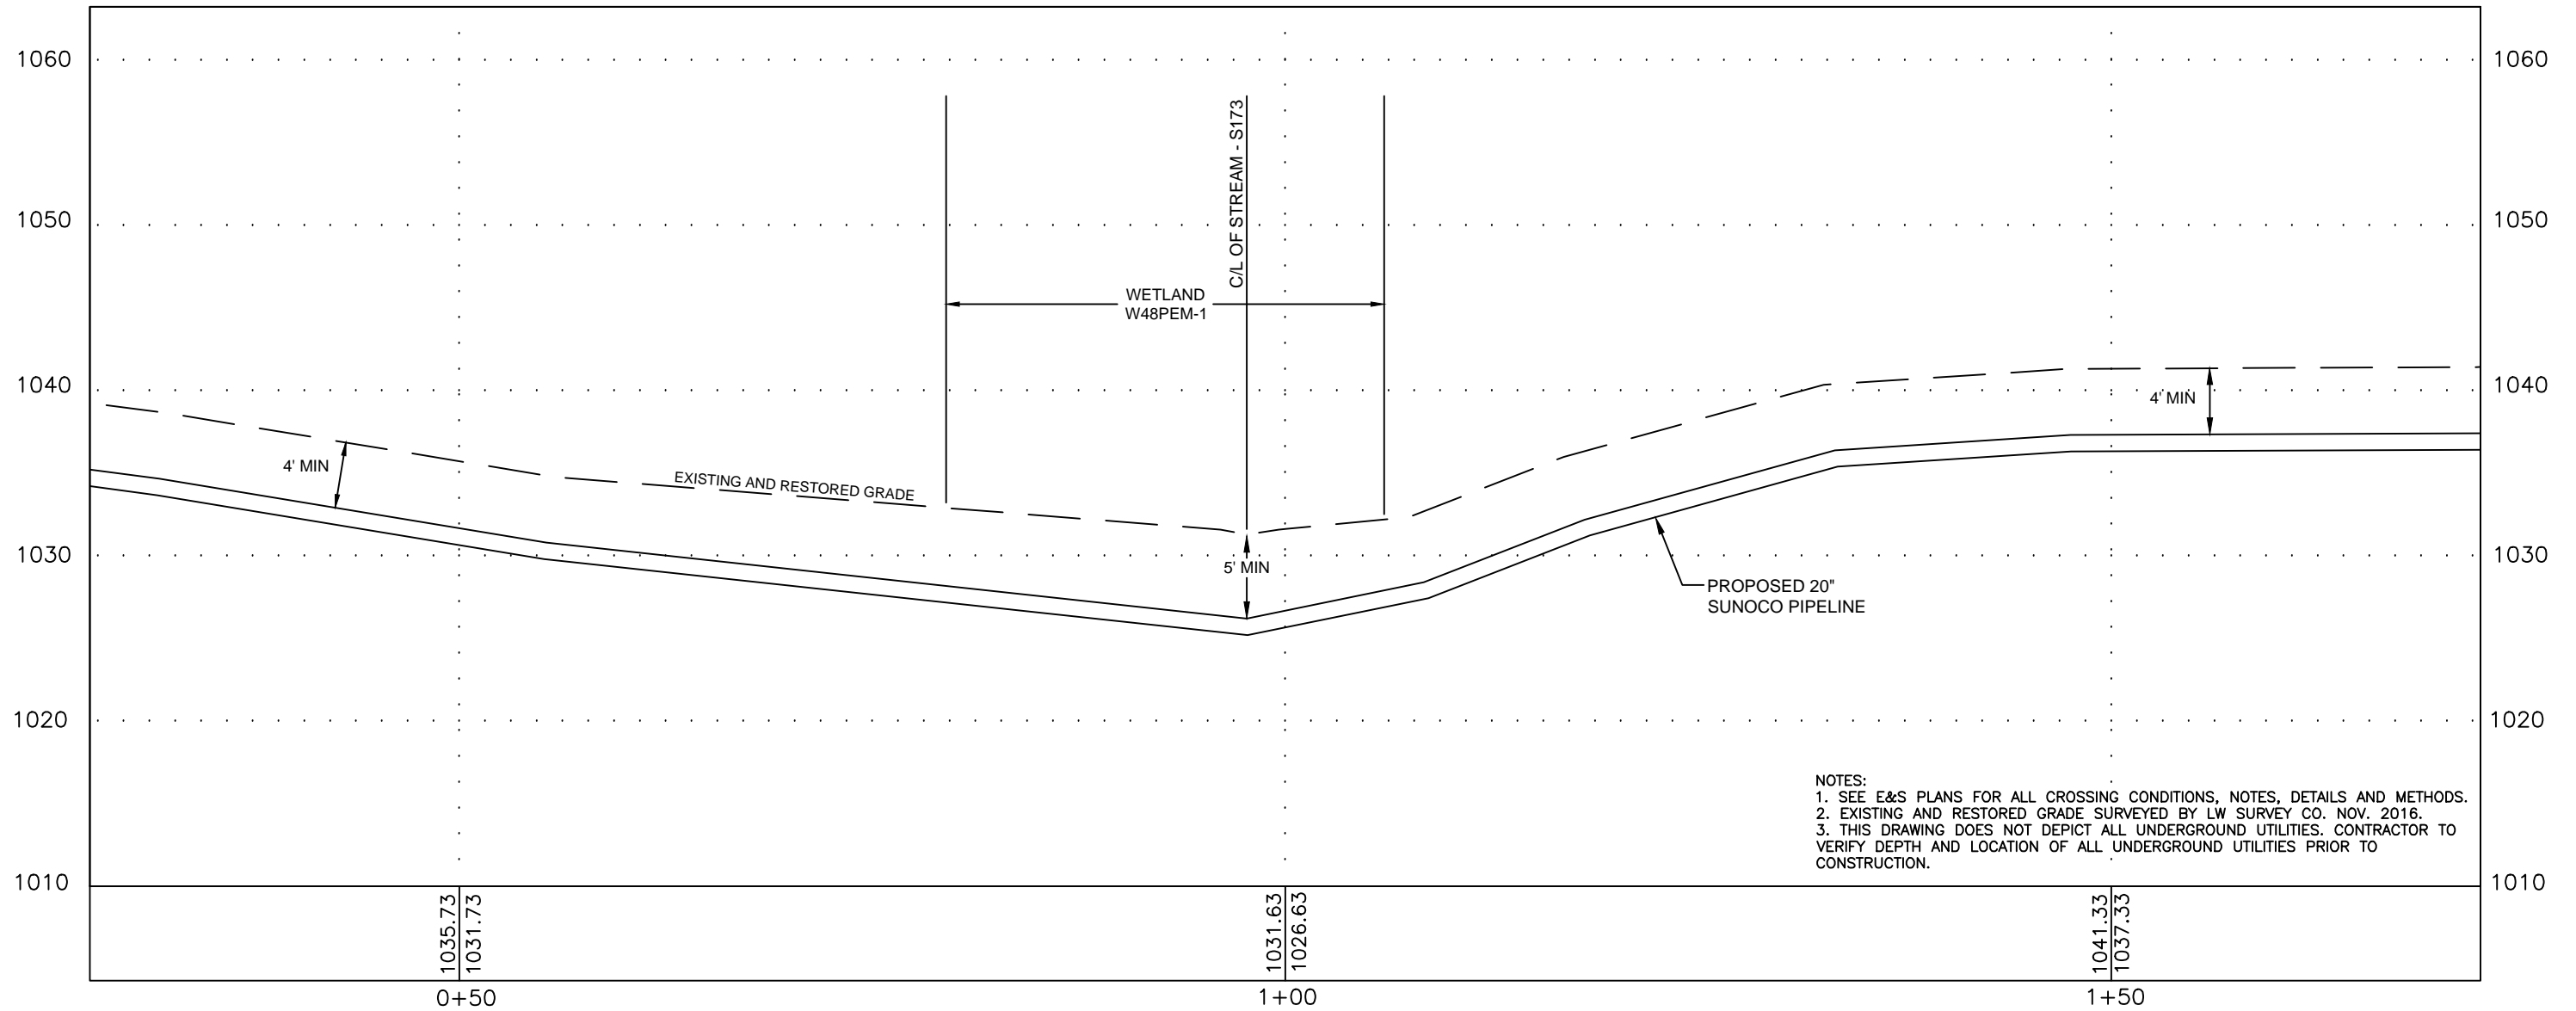 1060
1060
C/L OF STREAM - S173
1050
1050
WETLAND
W48PEM-1
1040
1040
4' MIN
4' MIN
EXISTING AND RESTORED GRADE
1030
5' MIN
1030
PROPOSED 20"
SUNOCO PIPELINE
1020
1020
NOTES:
1. SEE E&S PLANS FOR ALL CROSSING CONDITIONS, NOTES, DETAILS AND METHODS.
2. EXISTING AND RESTORED GRADE SURVEYED BY LW SURVEY CO. NOV. 2016.
3. THIS DRAWING DOES NOT DEPICT ALL UNDERGROUND UTILITIES. CONTRACTOR TO
VERIFY DEPTH AND LOCATION OF ALL UNDERGROUND UTILITIES PRIOR TO
CONSTRUCTION.
1010
1010
1035.73
1031.73
1031.63
1026.63
1041.33
1037.33
0+50
1+00
1+50